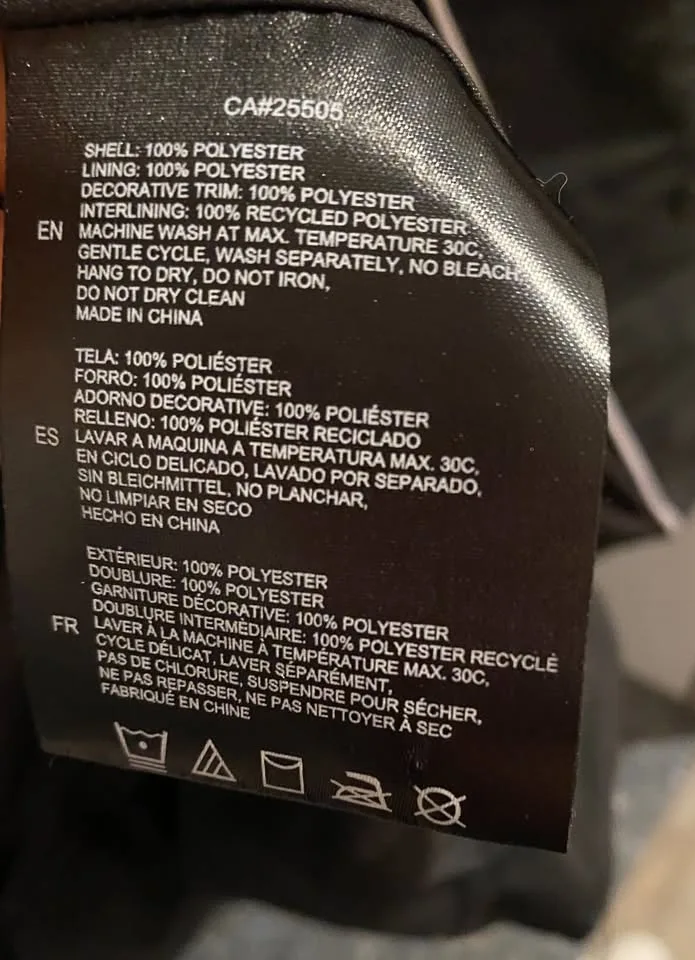 CA#25505
SHELL: 100% POLYESTER
LINING: 100% POLYESTER
DECORATIVE TRIM: 100% POLYESTER
INTERLINING: 100% RECYCLED POLYESTER
EN MACHINE WASH AT MAX. TEMPERATURE 30C,
GENTLE CYCLE, WASH SEPARATELY, NO BLEACH,
HANG TO DRY, DO NOT IRON,
DO NOT DRY CLEAN
MADE IN CHINA
TELA: 100% POLIÉSTER
FORRO: 100% POLIÉSTER
ADORNO DECORATIVE: 100% POLIÉSTER
RELLENO: 100% POLIÉSTER RECICLADO
ES LAVAR A MAQUINA A TEMPERATURA MAX. 30C,
EN CICLO DELICADO, LAVADO POR SEPARADO,
SIN BLEICHMITTEL, NO PLANCHAR,
NO LIMPIAR EN SECO
HECHO EN CHINA
EXTÉRIEUR: 100% POLYESTER
DOUBLURE: 100% POLYESTER
GARNITURE DÉCORATIVE: 100% POLYESTER
DOUBLURE INTERMÈDIAIRE: 100% POLYESTER RECYCLÈ
FR LAVER À LA MACHINE À TEMPÉRATURE MAX. 30C,
CYCLE DÉLICAT, LAVER SÉPARÉMENT,
PAS DE CHLORURE, SUSPENDRE POUR SÉCHER,
NE PAS REPASSER, NE PAS NETTOYER À SEC
FABRIQUÉ EN CHINE